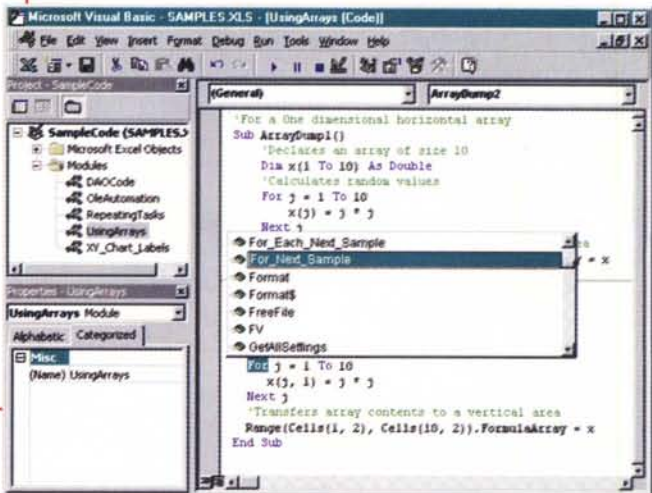 Microsoft Visual Basic - SAMPLES.XLS - [UsingArrays (Code)]
File Edit View Insert Format Debug Run Tools Window Help
Project - SampleCode
SampleCode (SAMPLES.X
Microsoft Excel Objects
Modules
DAOCode
OleAutomation
RepeatingTasks
UsingArrays
XY_Chart_Labels
Properties - UsingArrays
UsingArrays Module
Alphabetic Categorized
Misc
(Name) UsingArrays
(General) ArrayDump2
'For a One dimensional horizontal array
Sub ArrayDump1()
'Declares an array of size 10
Dim x(1 To 10) As Double
'Calculates random values
For j = 1 To 10
x(j) = j * j
Next j
ea
= x
For_Each_Next_Sample
For_Next_Sample
Format
Format$
FreeFile
FV
GetAllSettings
For j = 1 To 10
x(j, 1) = j * j
Next j
'Transfers array contents to a vertical area
Range(Cells(1, 2), Cells(10, 2)).FormulaArray = x
End Sub